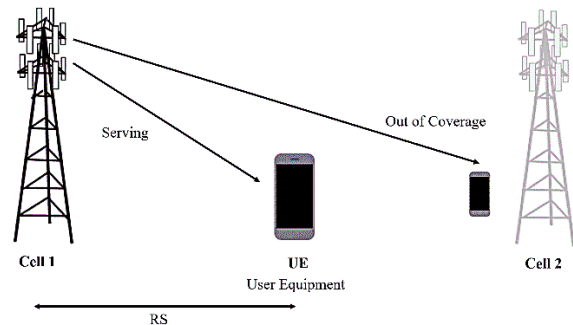 Out of Coverage
Serving
Cell 1
UE
Cell 2
User Equipment
RS